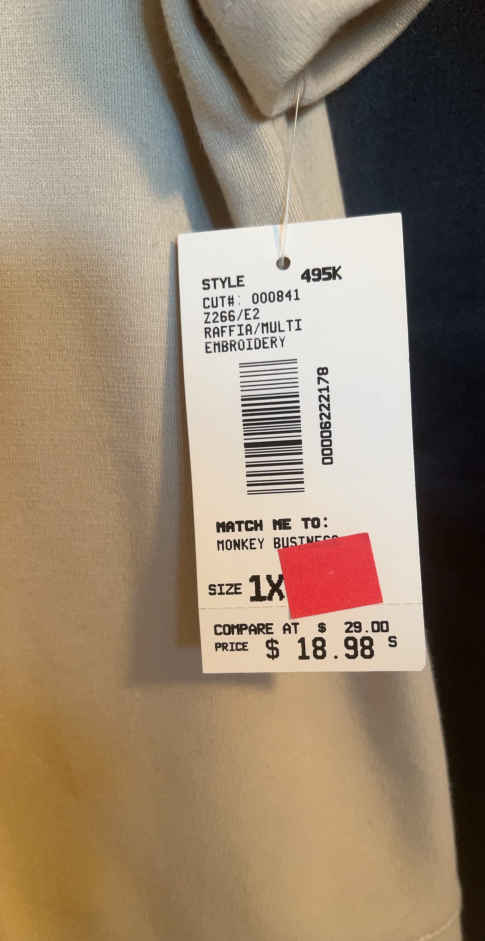 STYLE 495K
CUT#: 000841
Z266/E2
RAFFIA/MULTI
EMBROIDERY
00006222178
MATCH ME TO:
MONKEY BUSINESS
SIZE 1X
COMPARE AT $ 29.00
PRICE $ 18.98 S